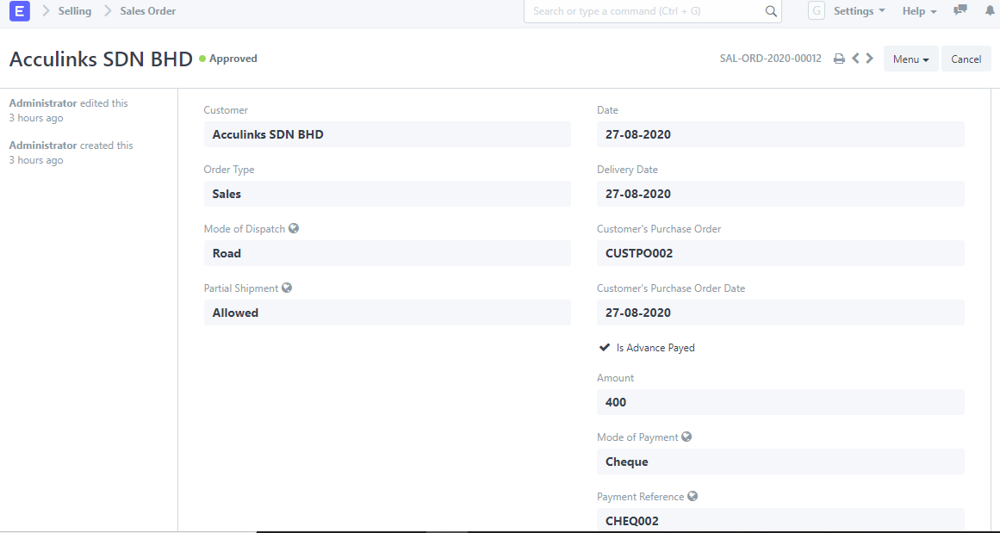 E Selling Sales Order Search or type a command (Ctrl + G) G Settings Help
Acculinks SDN BHD Approved SAL-ORD-2020-00012 Menu Cancel
Administrator edited this
3 hours ago
Administrator created this
3 hours ago
Customer
Acculinks SDN BHD
Order Type
Sales
Mode of Dispatch
Road
Partial Shipment
Allowed
Date
27-08-2020
Delivery Date
27-08-2020
Customer's Purchase Order
CUSTPO002
Customer's Purchase Order Date
27-08-2020
Is Advance Payed
Amount
400
Mode of Payment
Cheque
Payment Reference
CHEQ002